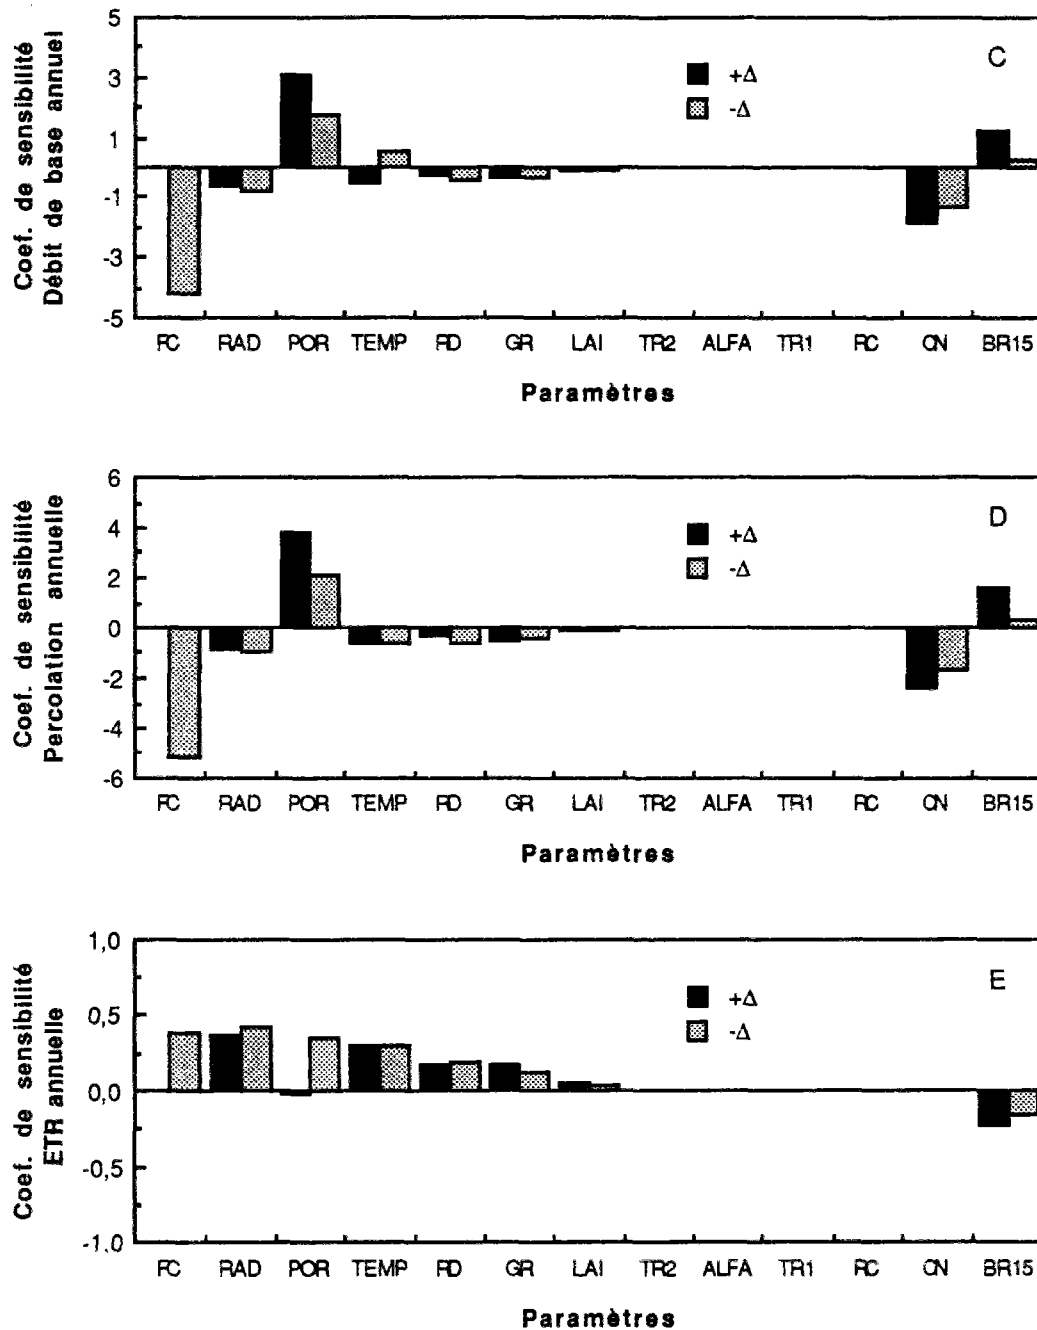 Coef. de sensibilité
Débit de base annuel
5
3
1
-1
-3
-5
C
+Δ
-Δ
FC RAD POR TEMP RD GR LAI TR2 ALFA TR1 RC CN BR15
Paramètres
Coef. de sensibilité
Percolation annuelle
6
4
2
0
-2
-4
-6
D
+Δ
-Δ
FC RAD POR TEMP RD GR LAI TR2 ALFA TR1 RC CN BR15
Paramètres
Coef. de sensibilité
ETR annuelle
1,0
0,5
0,0
-0,5
-1.0
E
+Δ
-Δ
FC RAD POR TEMP RD GR LAI TR2 ALFA TR1 RC CN BR15
Paramètres